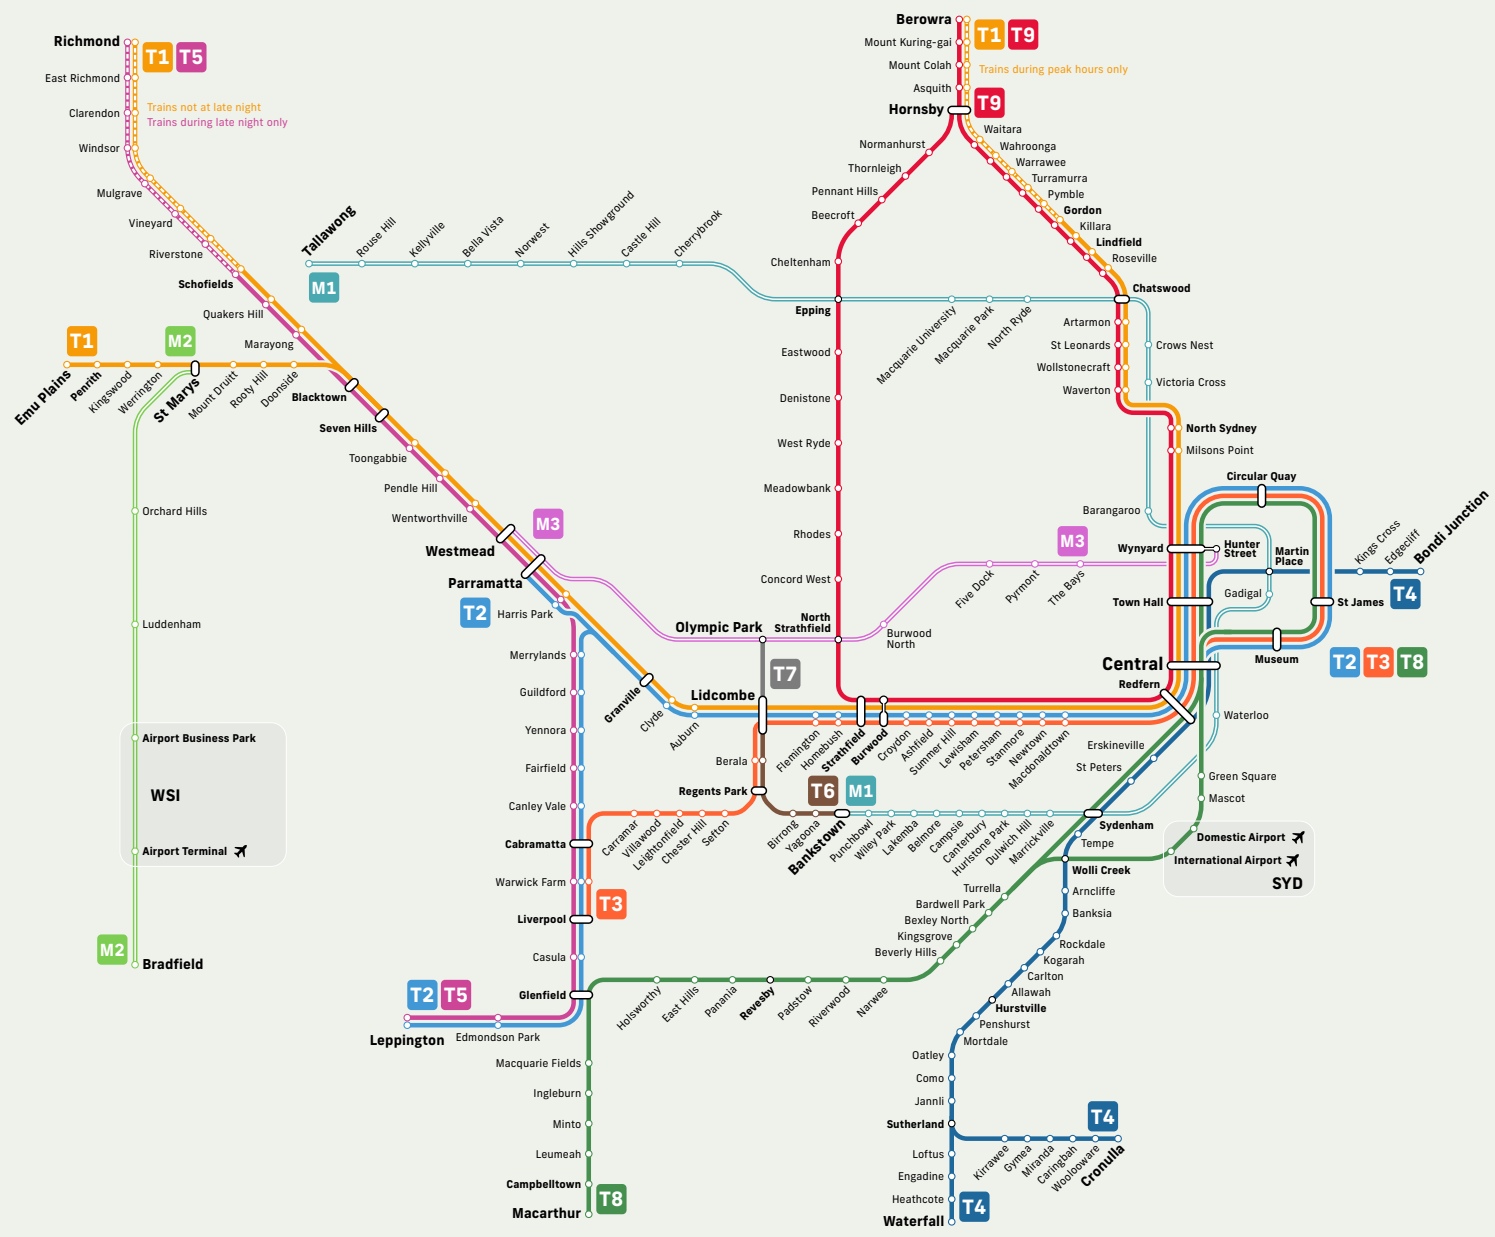 Richmond
T1 T5
East Richmond
Clarendon
Trains not at late night
Trains during late night only
Windsor
Mulgrave
Vineyard
Riverstone
Schofields
Quakers Hill
Marayong
T1
M2
Emu Plains
Penrith
Kingswood
Werrington
St Marys
Mount Druitt
Rooty Hill
Doonside
Blacktown
Seven Hills
Toongabbie
Pendle Hill
Wentworthville
Westmead
M3
Parramatta
T2
Harris Park
Orchard Hills
Luddenham
Airport Business Park
WSI
Airport Terminal
M2
Bradfield
Tallawong
M1
Rouse Hill
Kellyville
Bella Vista
Norwest
Hills Showground
Castle Hill
Cherrybrook
Berowra
T1 T9
Mount Kuring-gai
Mount Colah
Trains during peak hours only
Asquith
Hornsby
T9
Normanhurst
Thornleigh
Pennant Hills
Beecroft
Cheltenham
Epping
Eastwood
Denistone
West Ryde
Meadowbank
Rhodes
Concord West
North
Strathfield
Waitara
Wahroonga
Warrawee
Turramurra
Pymble
Gordon
Killara
Lindfield
Roseville
Chatswood
Macquarie University
Macquarie Park
North Ryde
Artarmon
St Leonards
Wollstonecraft
Waverton
Crows Nest
Victoria Cross
North Sydney
Milsons Point
Barangaroo
Circular Quay
Wynyard
Hunter
Street
Martin
Place
Kings Cross
Edgecliff
Bondi Junction
T4
M3
Five Dock
Pyrmont
The Bays
Burwood
North
Town Hall
Gadigal
St James
Central
Museum
T2 T3 T8
Redfern
Olympic Park
T7
Lidcombe
Granville
Clyde
Auburn
Flemington
Homebush
Strathfield
Burwood
Croydon
Ashfield
Summer Hill
Lewisham
Petersham
Stanmore
Newtown
Macdonaldtown
Waterloo
Erskineville
St Peters
Green Square
Mascot
Domestic Airport
International Airport
SYD
Merrylands
Guildford
Yennora
Fairfield
Canley Vale
Cabramatta
Warwick Farm
Liverpool
T3
Casula
Glenfield
T2 T5
Leppington
Edmondson Park
Berala
Regents Park
T6
M1
Carramar
Villawood
Leightonfield
Chester Hill
Sefton
Birrong
Yagoona
Bankstown
Punchbowl
Wiley Park
Lakemba
Belmore
Campsie
Canterbury
Hurlstone Park
Dulwich Hill
Marrickville
Sydenham
Tempe
Wolli Creek
Turrella
Bardwell Park
Bexley North
Kingsgrove
Beverly Hills
Arncliffe
Banksia
Rockdale
Kogarah
Carlton
Allawah
Hurstville
Penshurst
Mortdale
Holsworthy
East Hills
Panania
Revesby
Padstow
Riverwood
Narwee
Macquarie Fields
Ingleburn
Minto
Leumeah
Campbelltown
Macarthur
T8
Oatley
Como
Jannli
Sutherland
T4
Kirrawee
Gymea
Miranda
Caringbah
Woolooware
Cronulla
Loftus
Engadine
Heathcote
Waterfall
T4